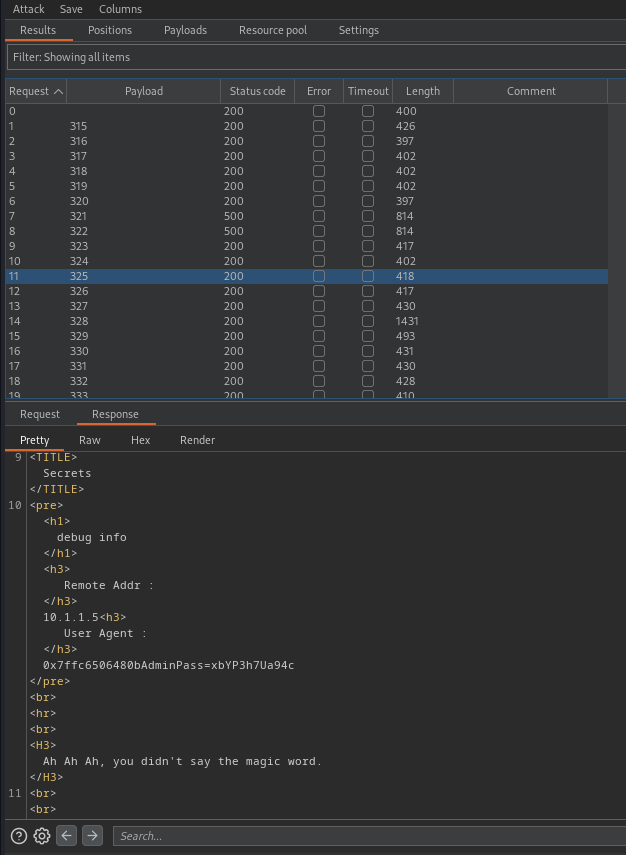 Attack Save Columns
Results Positions Payloads Resource pool Settings
Filter: Showing all items
Request Payload Status code Error Timeout Length Comment
0 200 400
1 315 200 426
2 316 200 397
3 317 200 402
4 318 200 402
5 319 200 402
6 320 200 397
7 321 500 814
8 322 500 814
9 323 200 417
10 324 200 402
11 325 200 418
12 326 200 417
13 327 200 430
14 328 200 1431
15 329 200 493
16 330 200 431
17 331 200 430
18 332 200 428
19 333 200 410
Request Response
Pretty Raw Hex Render
9 <TITLE>
Secrets
</TITLE>
10 <pre>
<h1>
debug info
</h1>
<h3>
Remote Addr :
</h3>
10.1.1.5<h3>
User Agent :
</h3>
0x7ffc6506480bAdminPass=xbYP3h7Ua94c
</pre>
<br>
<hr>
<br>
<H3>
Ah Ah Ah, you didn't say the magic word.
</H3>
11 <br>
<br>
Search...